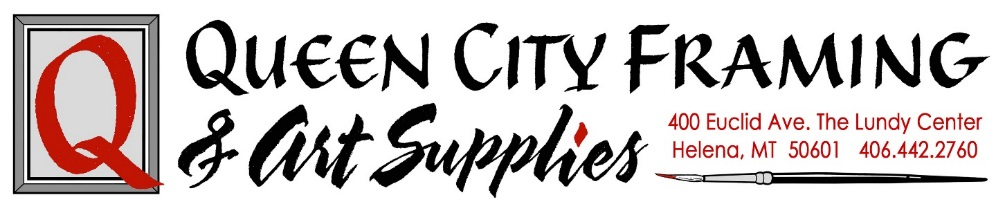 Q
QUEEN CITY FRAMING
& Art Supplies
400 Euclid Ave. The Lundy Center
Helena, MT 50601 406.442.2760